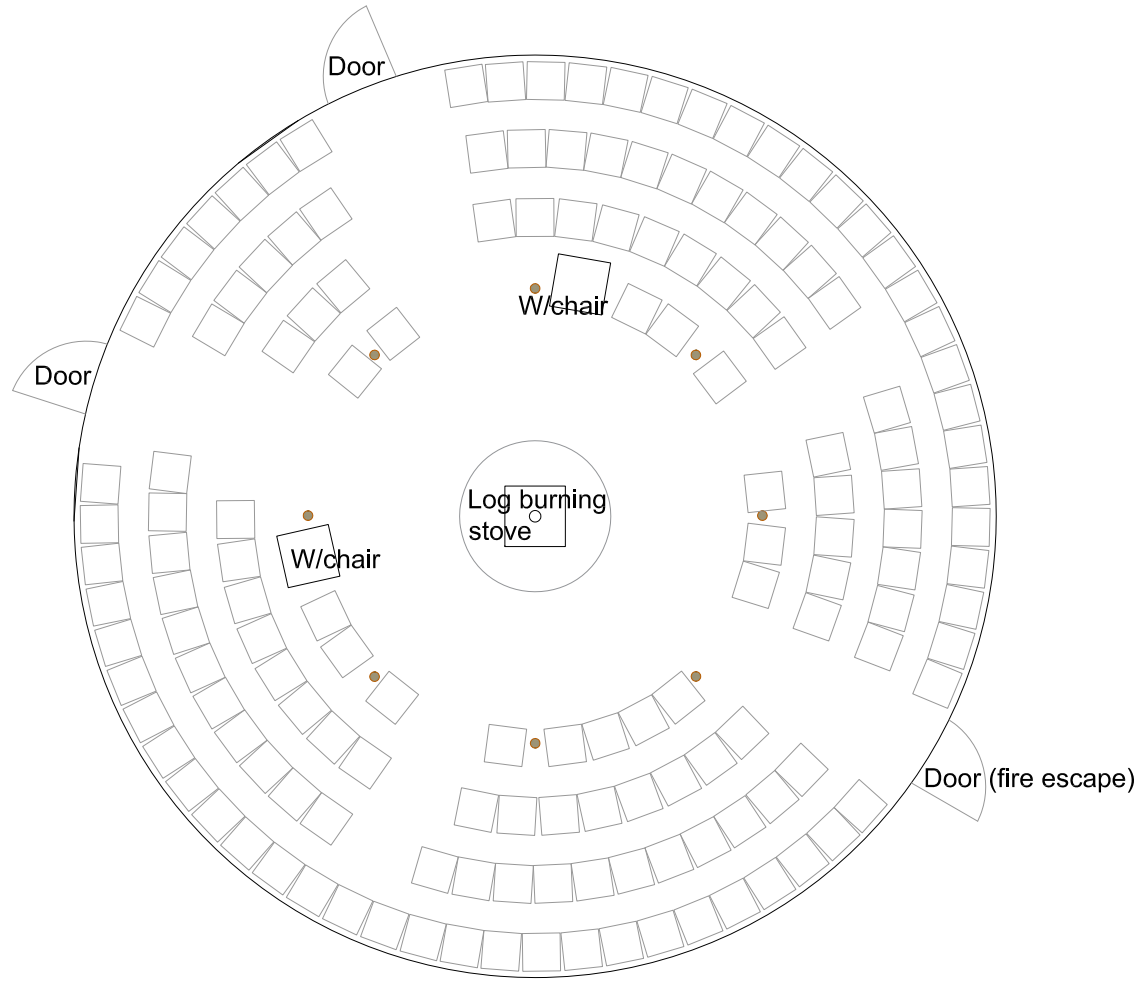 Door
W/chair
Door
Log burning
stove
W/chair
Door (fire escape)